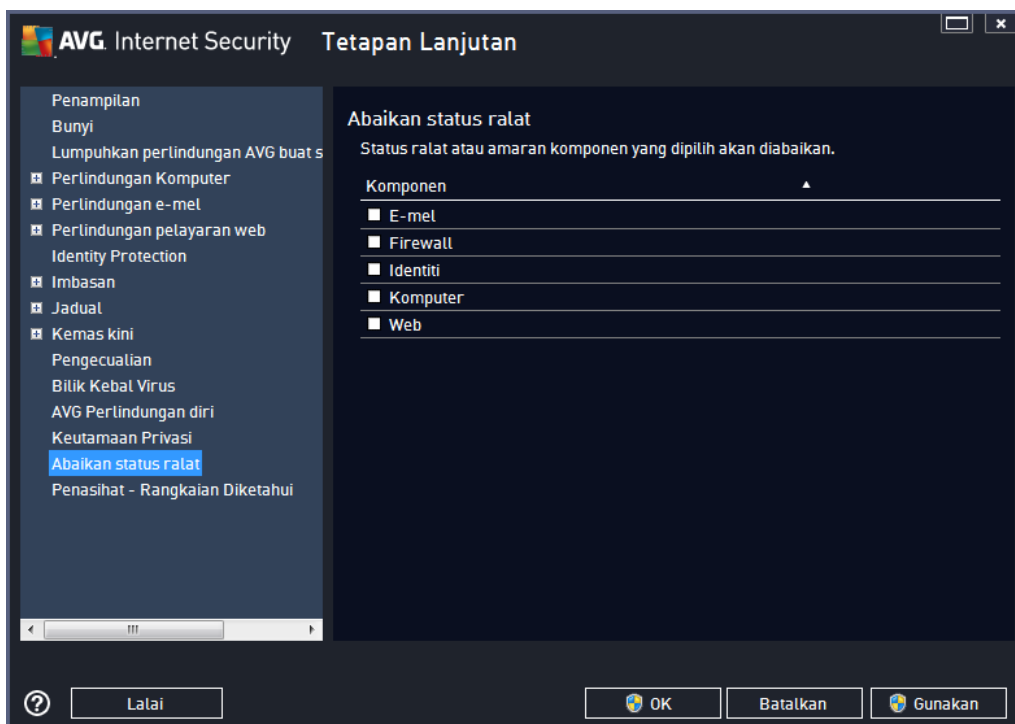 AVG. Internet Security Tetapan Lanjutan
Penampilan
Bunyi
Lumpuhkan perlindungan AVG buat s
Perlindungan Komputer
Perlindungan e-mel
Perlindungan pelayaran web
Identity Protection
Imbasan
Jadual
Kemas kini
Pengecualian
Bilik Kebal Virus
AVG Perlindungan diri
Keutamaan Privasi
Abaikan status ralat
Penasihat - Rangkaian Diketahui
Abaikan status ralat
Status ralat atau amaran komponen yang dipilih akan diabaikan.
Komponen
E-mel
Firewall
Identiti
Komputer
Web
Lalai
OK
Batalkan
Gunakan